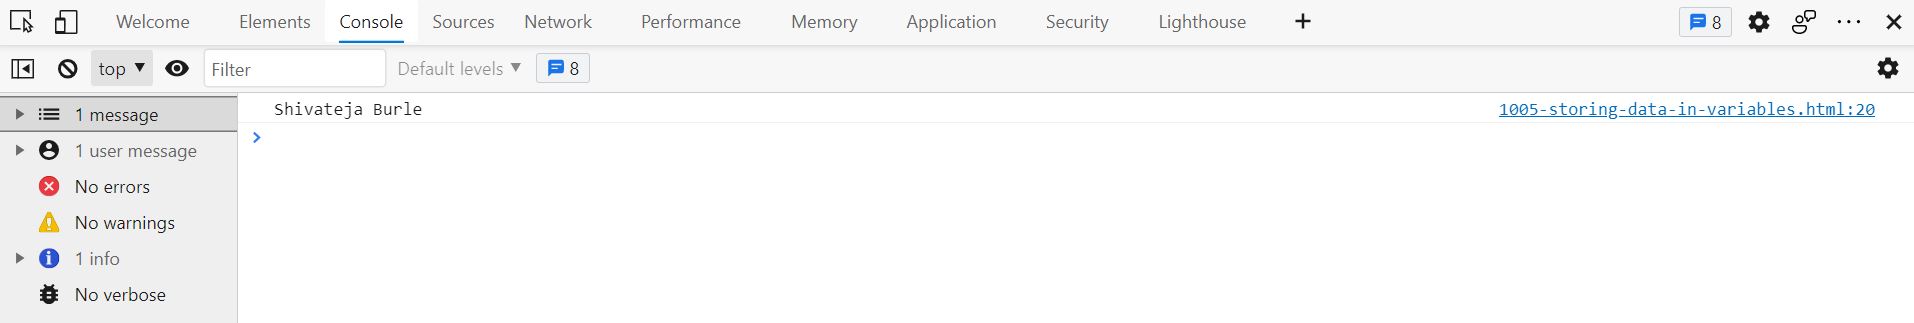 Welcome Elements Console Sources Network Performance Memory Application Security Lighthouse + 8
top Filter Default levels 8
1 message
Shivateja Burle 1005-storing-data-in-variables.html:20
1 user message
No errors
No warnings
1 info
No verbose